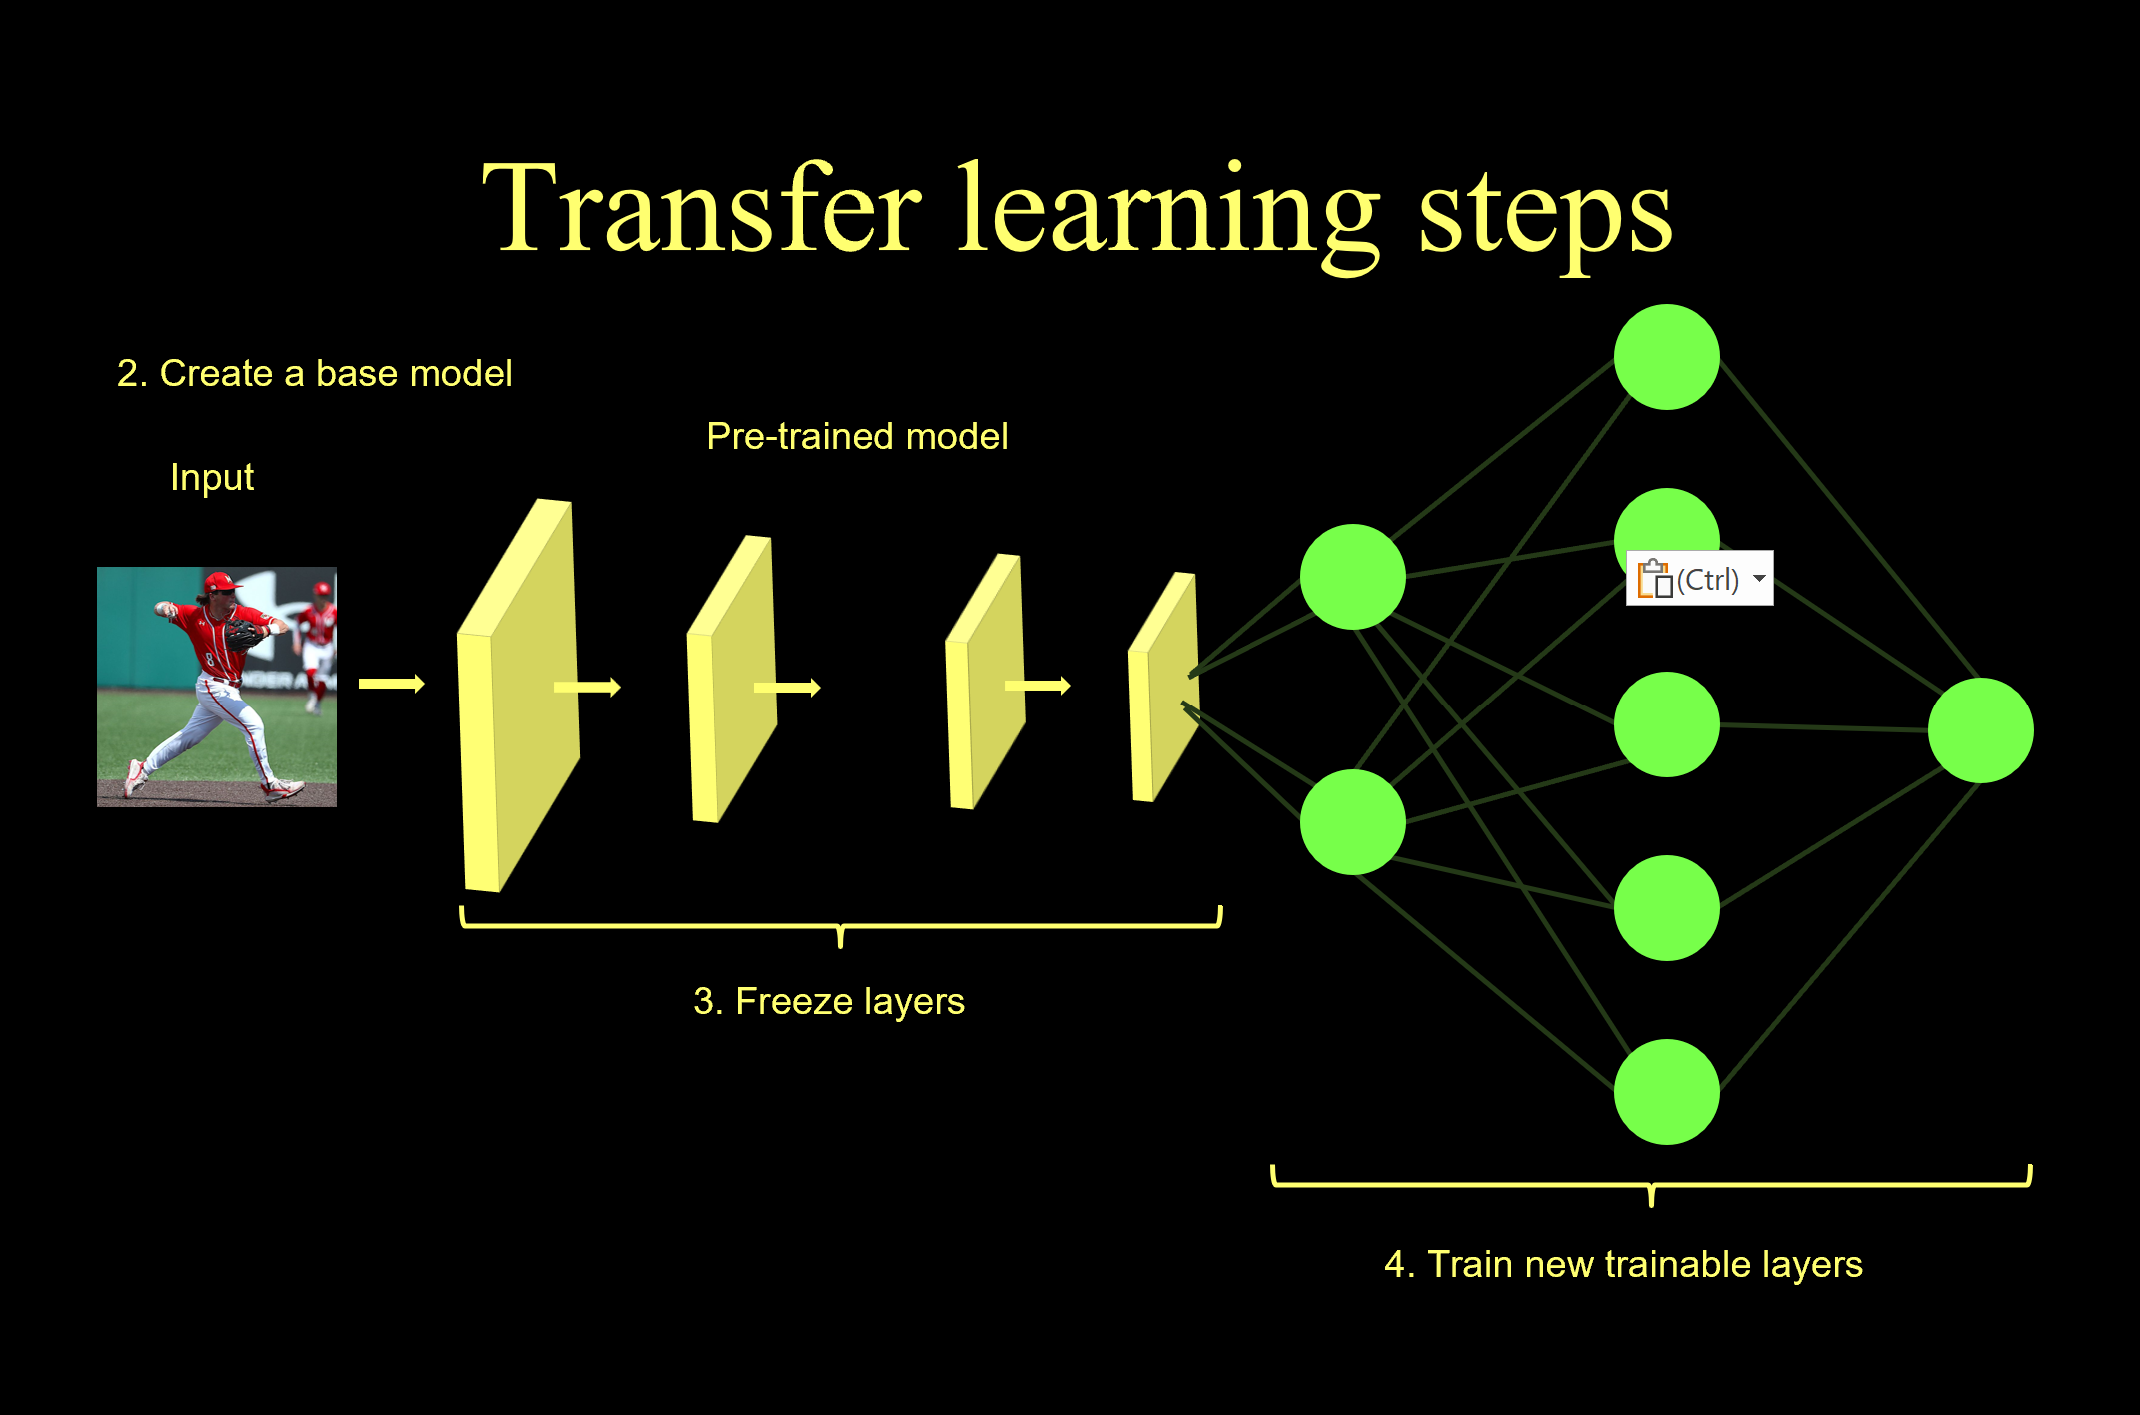 Transfer learning steps
2. Create a base model
Pre-trained model
Input
(Ctrl)
8
3. Freeze layers
4. Train new trainable layers